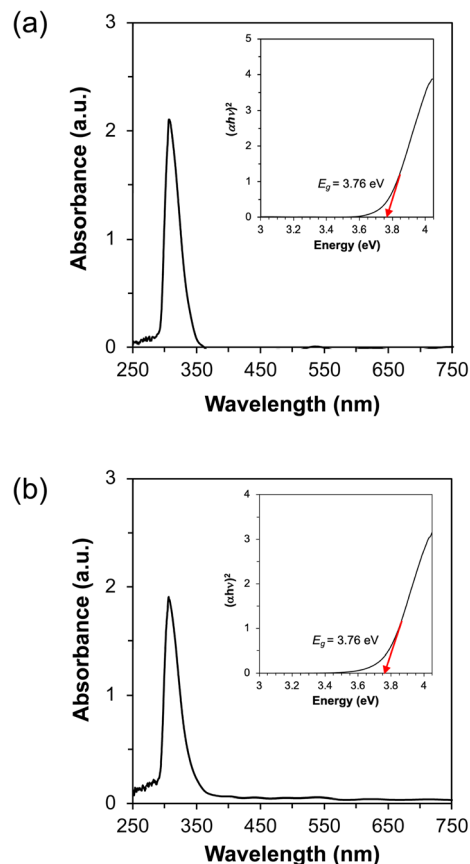 (a)
Absorbance (a.u.)
3
2
1
0
250 350 450 550 650 750
Wavelength (nm)
(αhν)²
5
4
3
2
1
0
3 3.2 3.4 3.6 3.8 4
Energy (eV)
Eg = 3.76 eV
(b)
Absorbance (a.u.)
3
2
1
0
250 350 450 550 650 750
Wavelength (nm)
(αhν)²
4
3
2
1
0
3 3.2 3.4 3.6 3.8 4
Energy (eV)
Eg = 3.76 eV